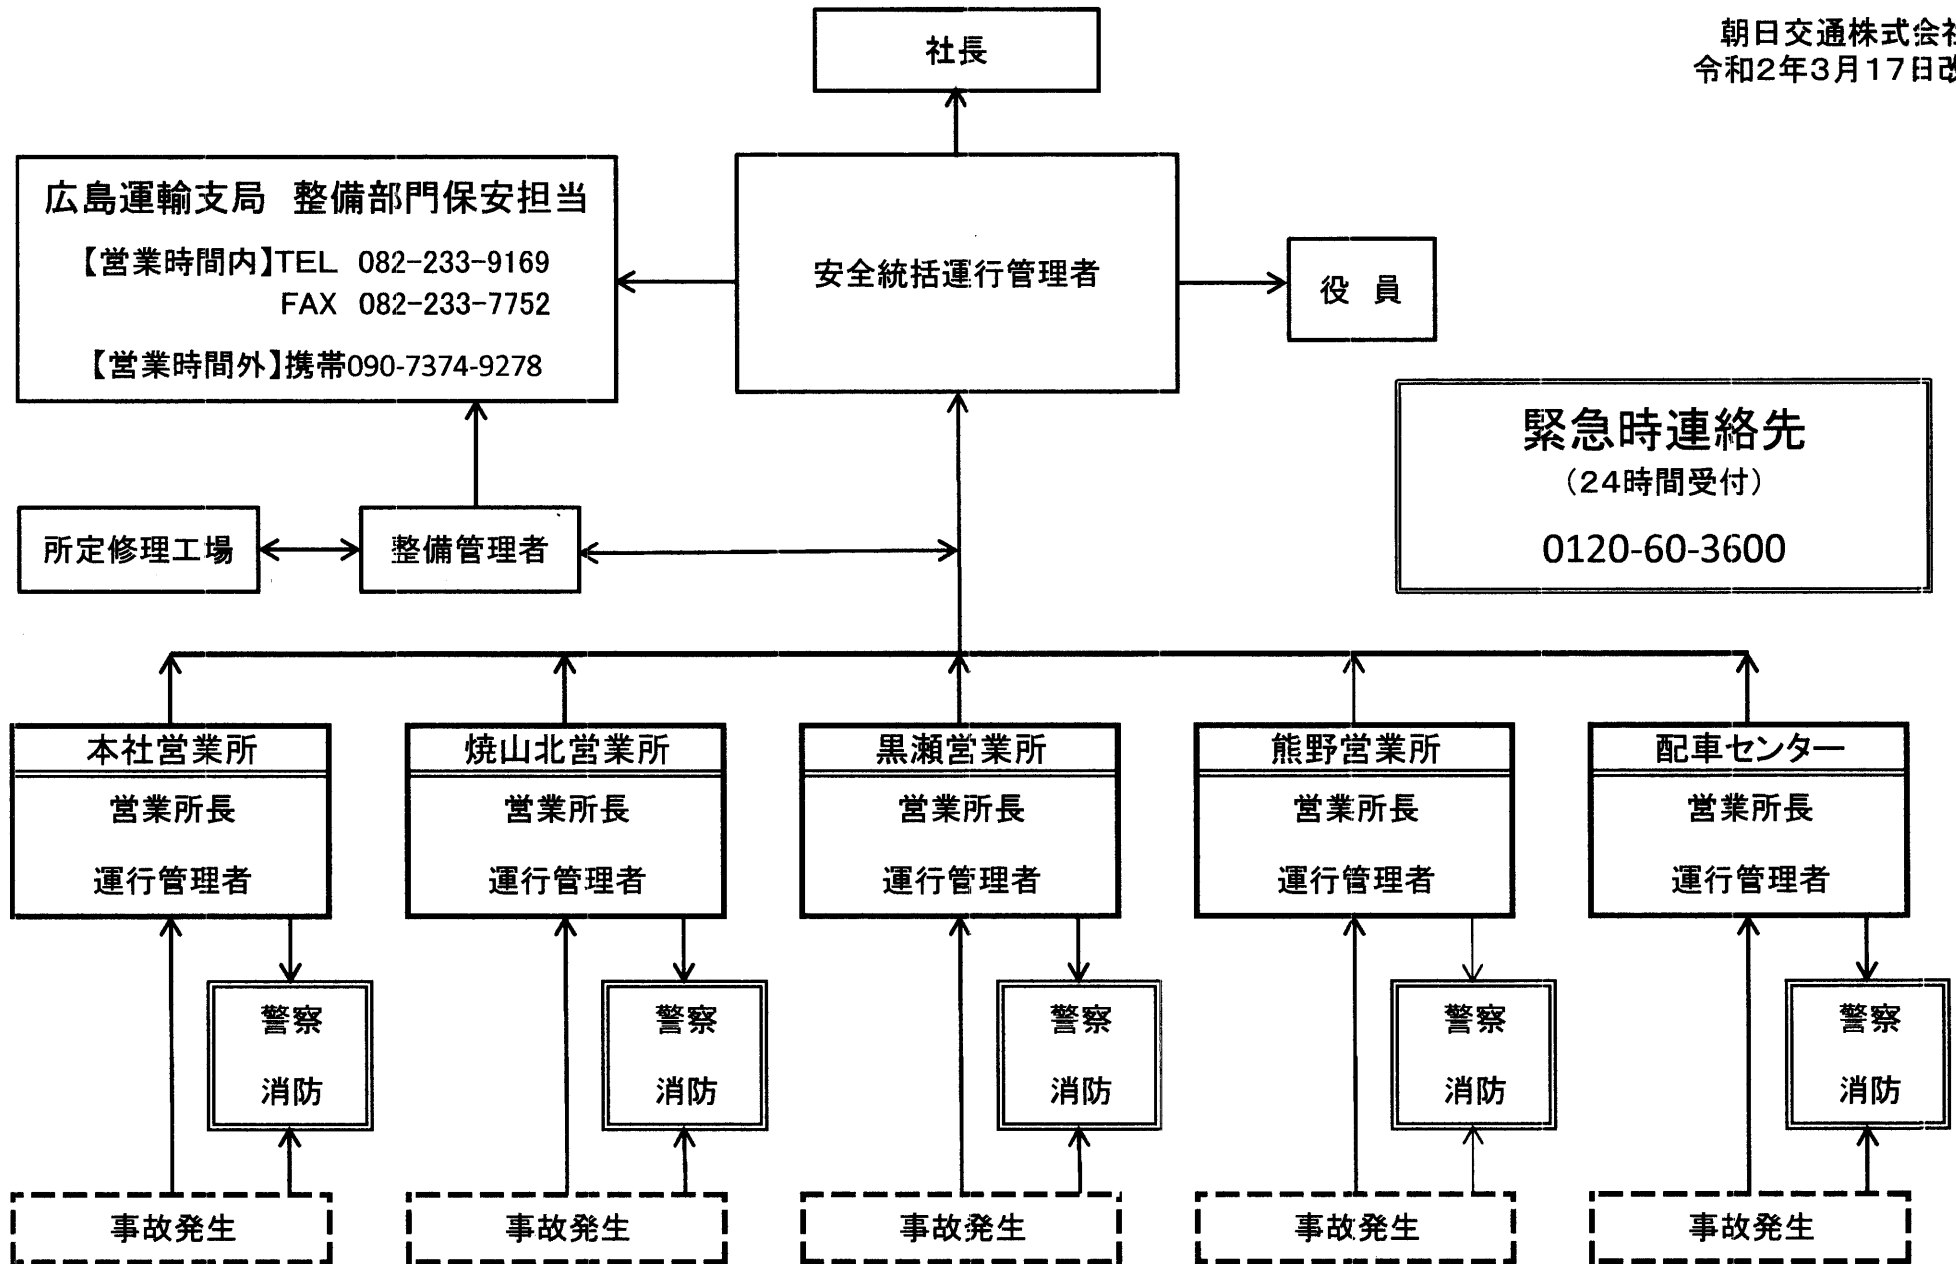 朝日交通株式会社
令和2年3月17日改
社長
広島運輸支局 整備部門保安担当
【営業時間内】TEL 082-233-9169
FAX 082-233-7752
【営業時間外】携帯090-7374-9278
安全統括運行管理者
役 員
緊急時連絡先
（24時間受付）
0120-60-3600
所定修理工場
整備管理者
本社営業所
営業所長
運行管理者
焼山北営業所
営業所長
運行管理者
黒瀬営業所
営業所長
運行管理者
熊野営業所
営業所長
運行管理者
配車センター
営業所長
運行管理者
警察
消防
警察
消防
警察
消防
警察
消防
警察
消防
事故発生
事故発生
事故発生
事故発生
事故発生